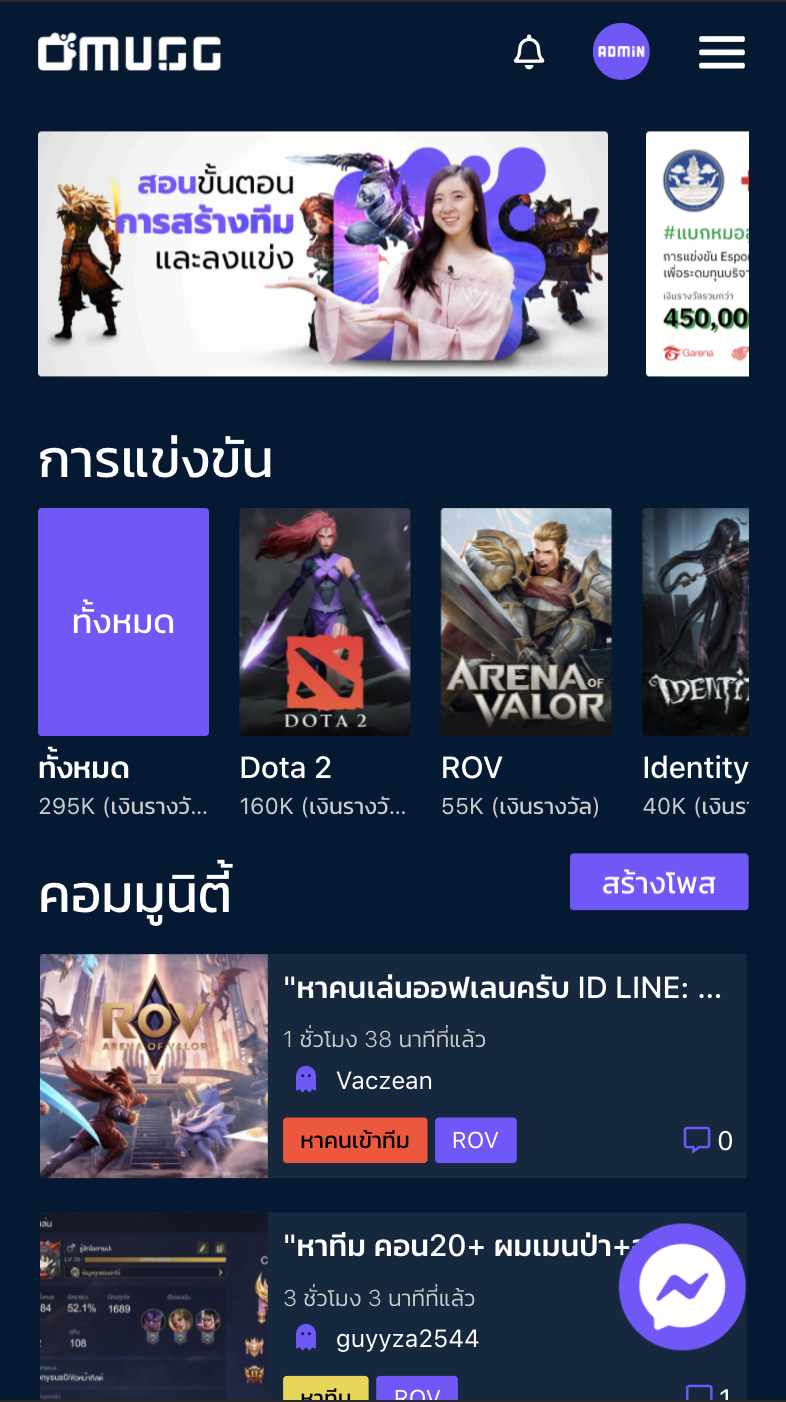 OMUGG
ADMIN
สอนขั้นตอน
การสร้างทีม
และลงแข่ง
#แบกหมอ
การแข่งขัน Espor
เพื่อระดมทุนบริจา
เงินรางวัลรวมกว่า
450,00
Garena
การแข่งขัน
ทั้งหมด
DOTA 2
ARENA OF
VALOR
IDENTI
ทั้งหมด
295K (เงินรางวั...
Dota 2
160K (เงินรางวั...
ROV
55K (เงินรางวัล)
Identity
40K (เงินร
คอมมูนิตี้
สร้างโพส
ROV
ARENA OF VALOR
"หาคนเล่นออฟเลนครับ ID LINE: ...
1 ชั่วโมง 38 นาทีที่แล้ว
Vaczean
หาคนเข้าทีม
ROV
0
"หาทีม คอน20+ ผมเมนป่า+
3 ชั่วโมง 3 นาทีที่แล้ว
guyyza2544
หาทีม
ROV
1
LV 30
84
52.1%
1689
108